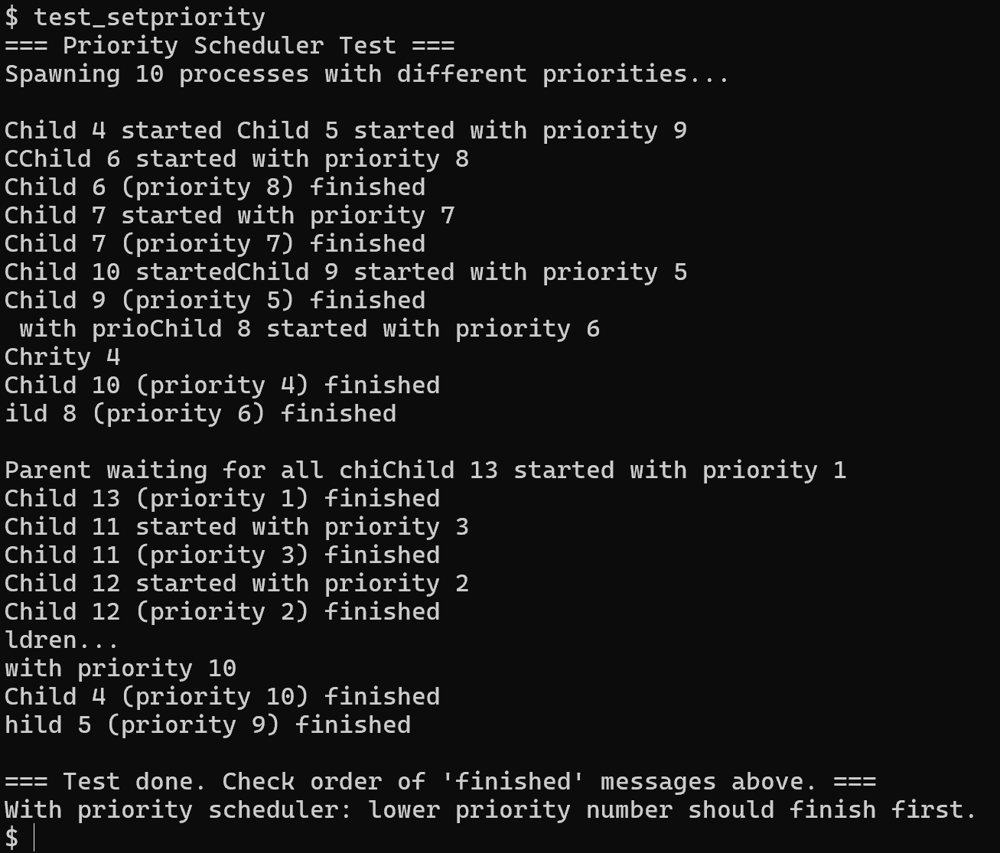 $ test_setpriority
=== Priority Scheduler Test ===
Spawning 10 processes with different priorities...
Child 4 started Child 5 started with priority 9
CChild 6 started with priority 8
Child 6 (priority 8) finished
Child 7 started with priority 7
Child 7 (priority 7) finished
Child 10 startedChild 9 started with priority 5
Child 9 (priority 5) finished
 with prioChild 8 started with priority 6
Chrity 4
Child 10 (priority 4) finished
ild 8 (priority 6) finished
Parent waiting for all chiChild 13 started with priority 1
Child 13 (priority 1) finished
Child 11 started with priority 3
Child 11 (priority 3) finished
Child 12 started with priority 2
Child 12 (priority 2) finished
ldren...
with priority 10
Child 4 (priority 10) finished
hild 5 (priority 9) finished
=== Test done. Check order of 'finished' messages above. ===
With priority scheduler: lower priority number should finish first.
$